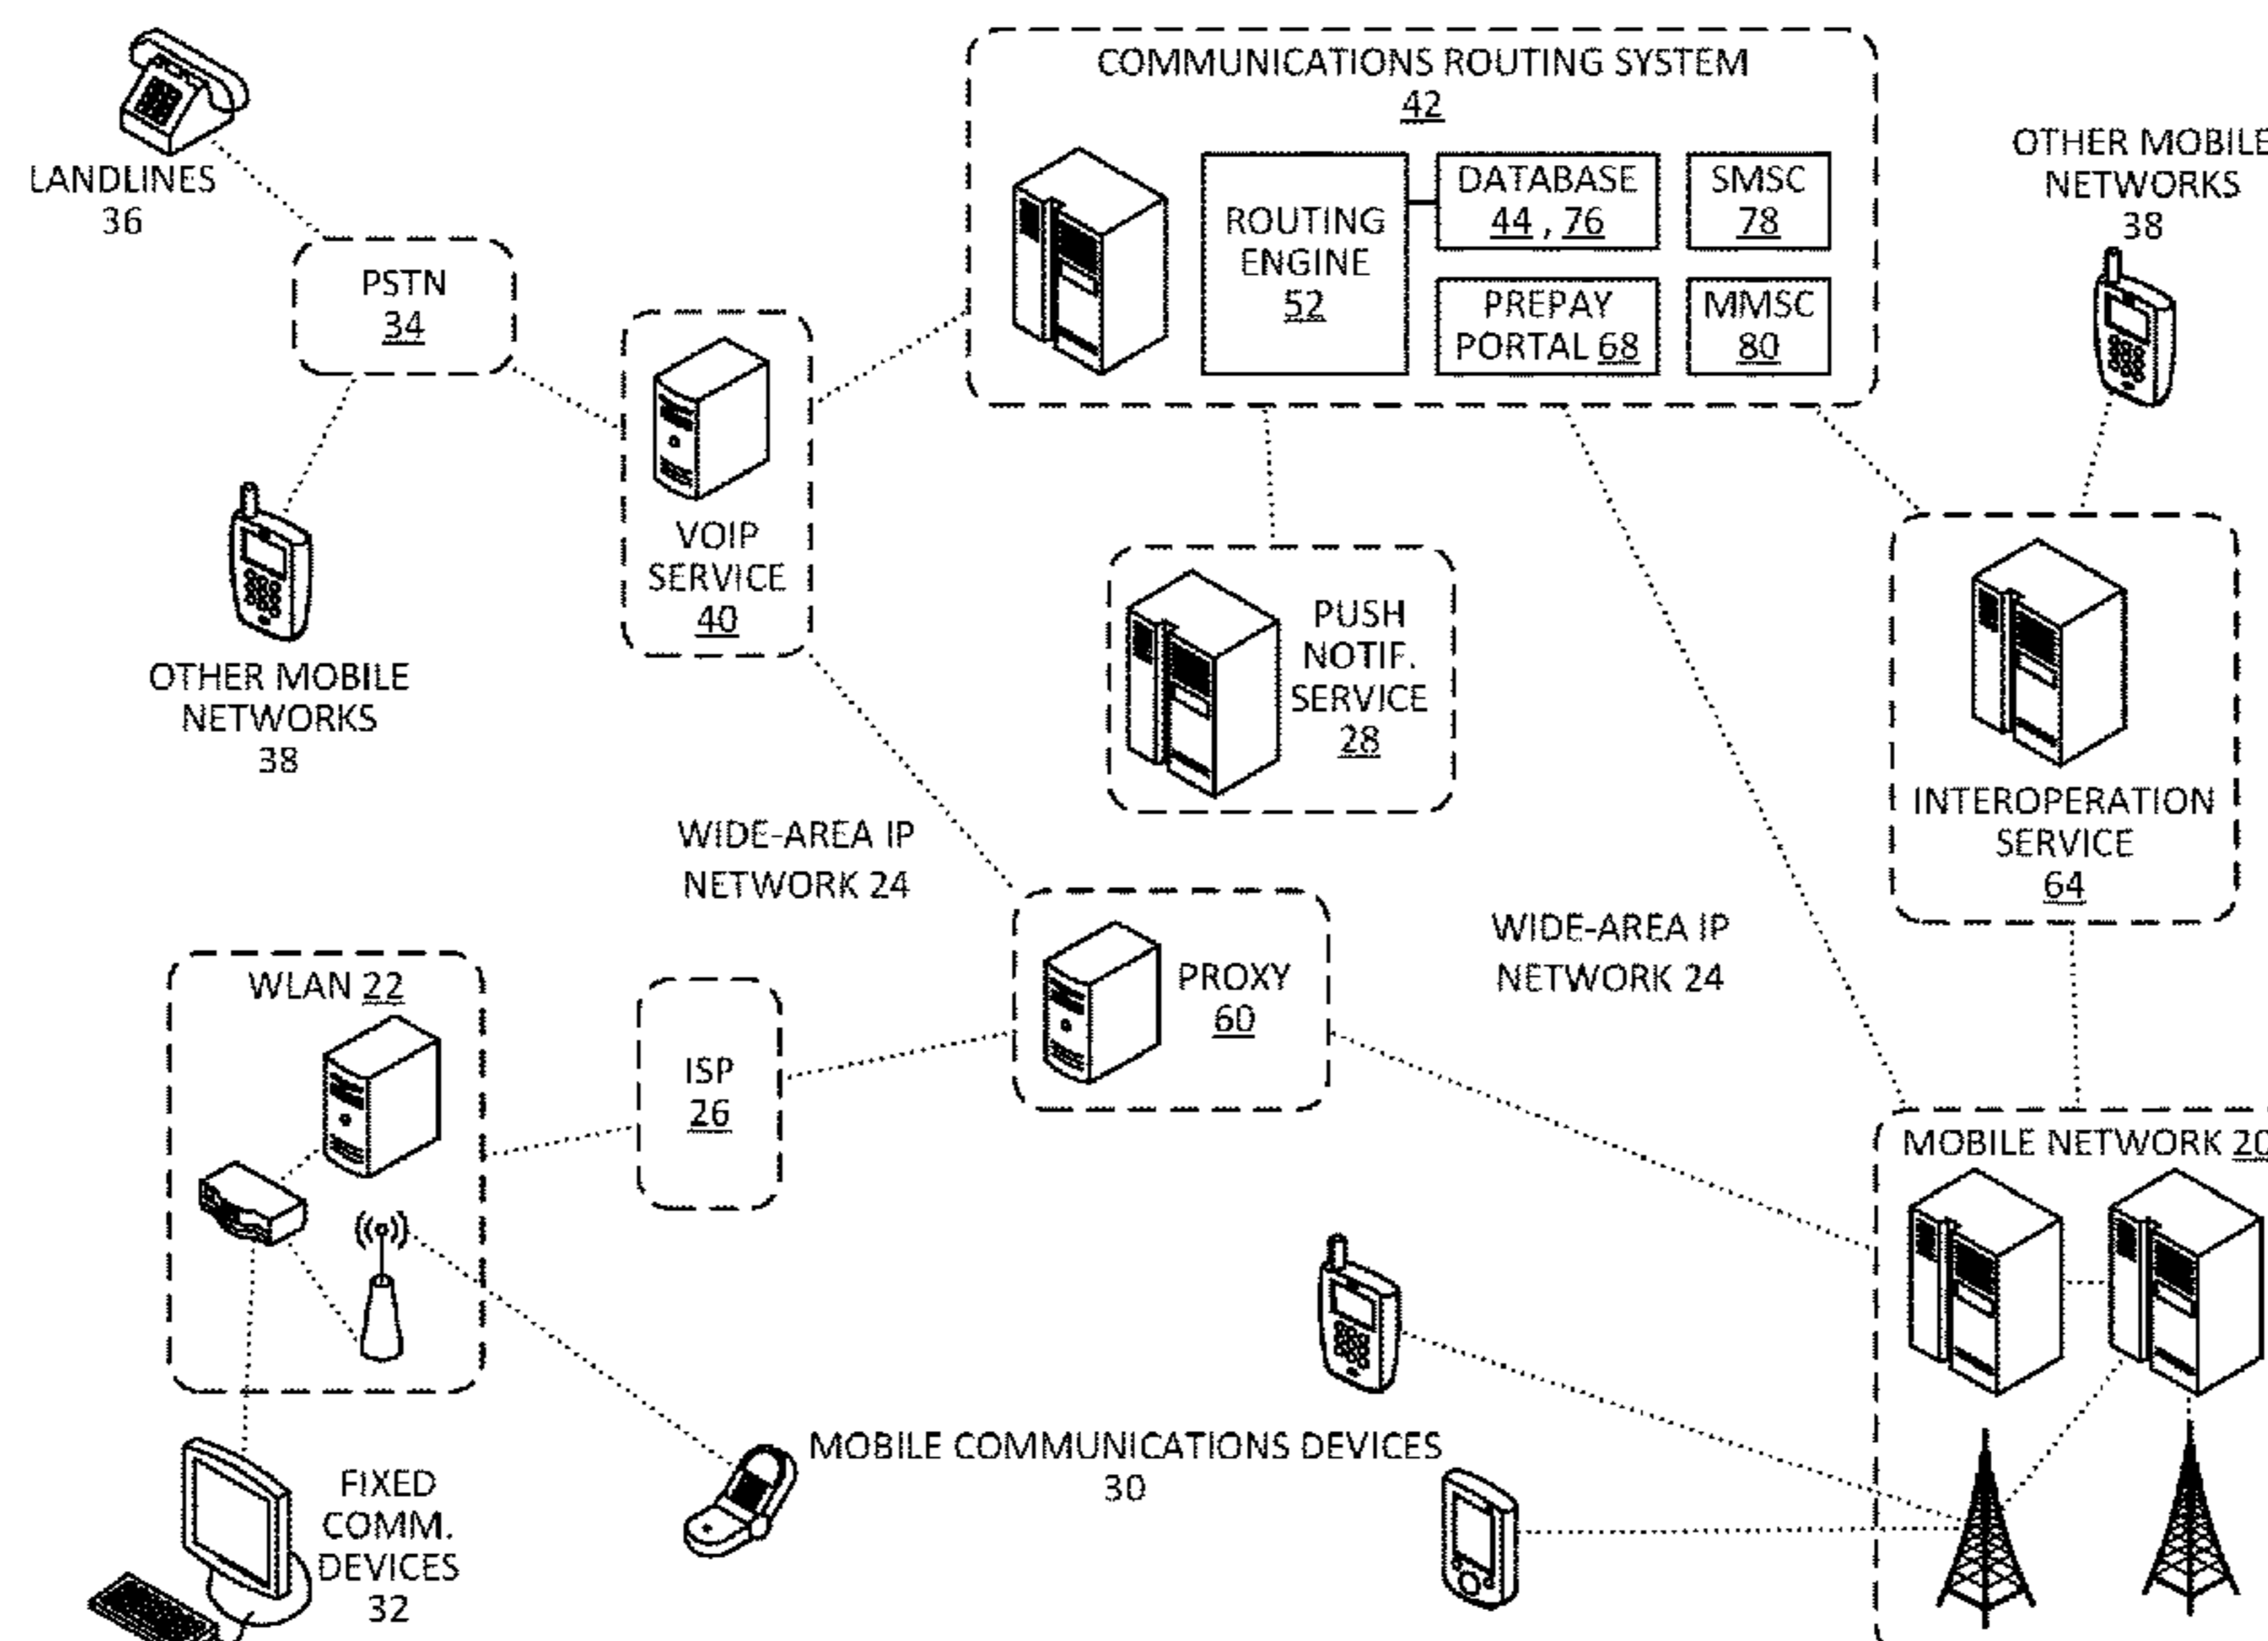 COMMUNICATIONS ROUTING SYSTEM
42
ROUTING
ENGINE
52
DATABASE
44 , 76
SMSC
78
PREPAY
PORTAL 68
MMSC
80
LANDLINES
36
PSTN
34
OTHER MOBILE
NETWORKS
38
VOIP
SERVICE
40
OTHER MOBILE
NETWORKS
38
PUSH
NOTIF.
SERVICE
28
INTEROPERATION
SERVICE
64
WIDE-AREA IP
NETWORK 24
WIDE-AREA IP
NETWORK 24
PROXY
60
WLAN 22
ISP
26
MOBILE NETWORK 20
MOBILE COMMUNICATIONS DEVICES
30
FIXED
COMM.
DEVICES
32